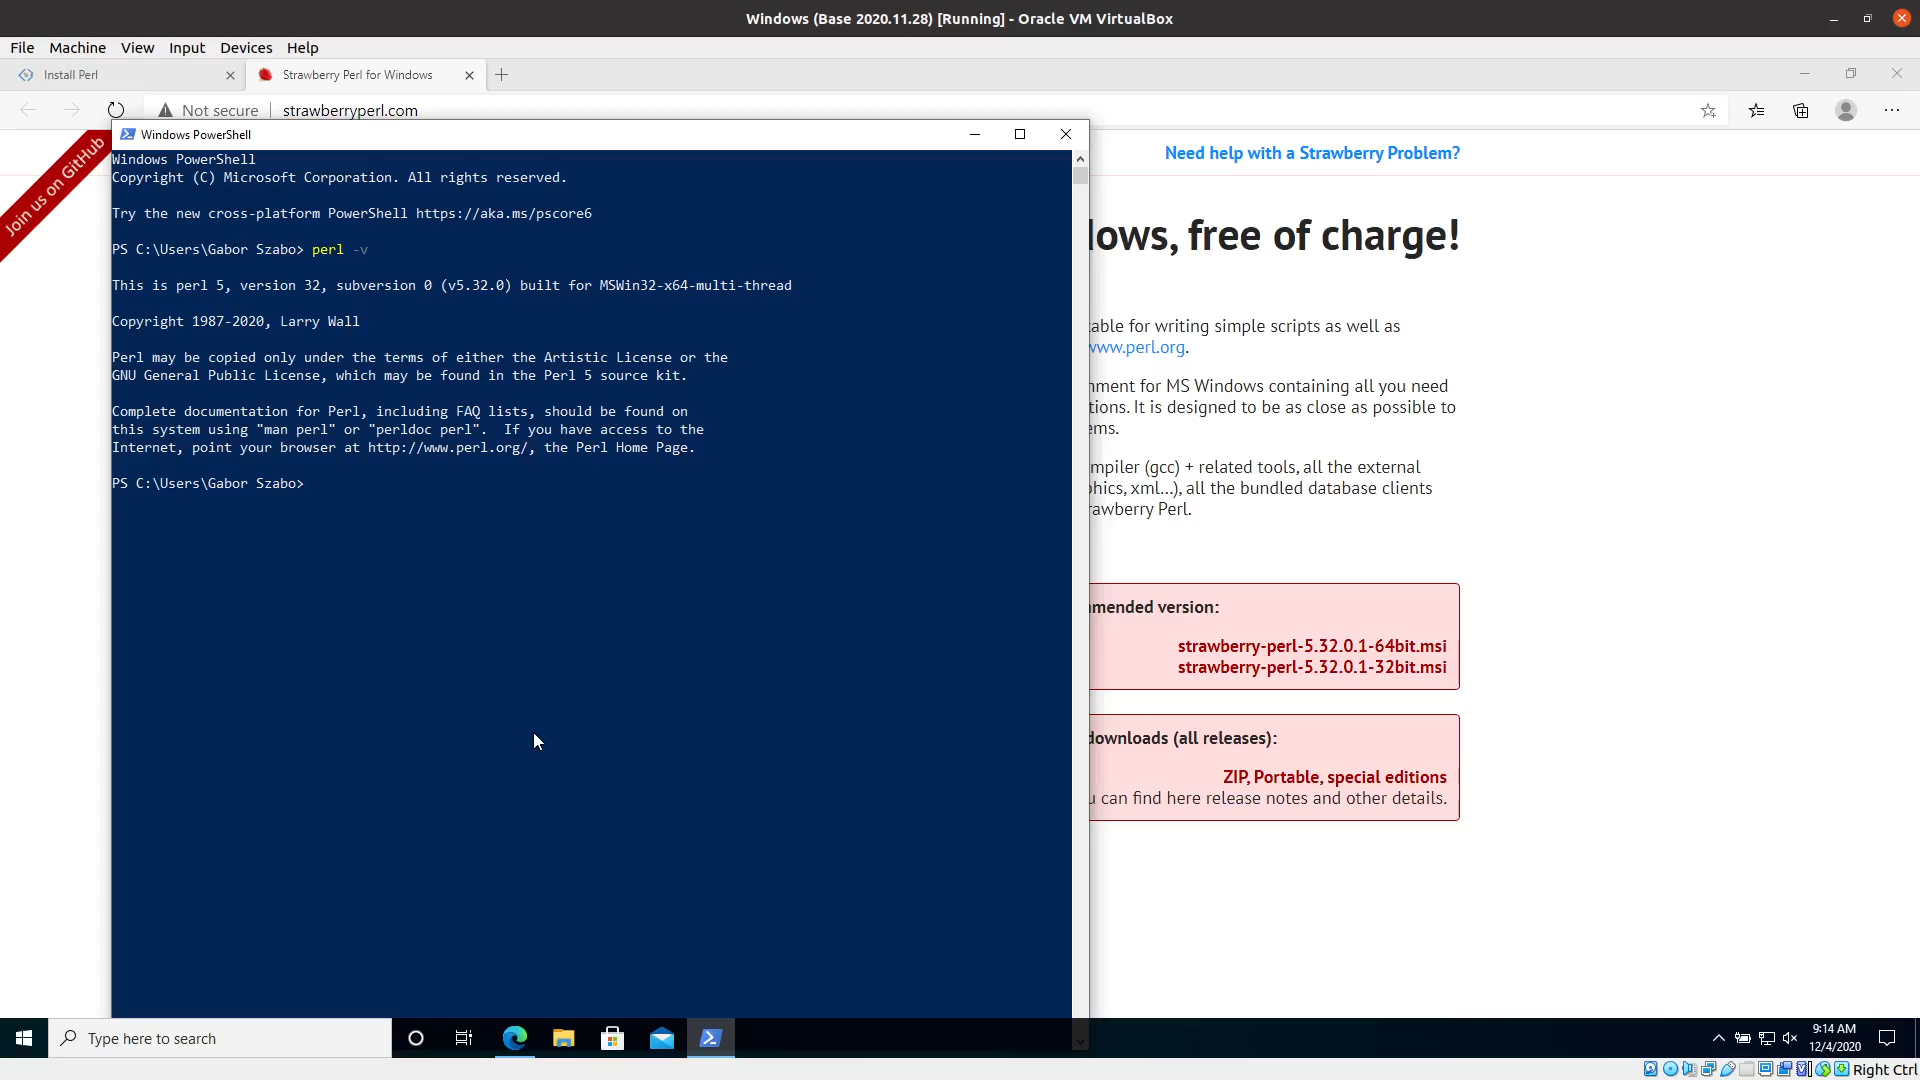 Windows (Base 2020.11.28) [Running] - Oracle VM VirtualBox
File Machine View Input Devices Help
Install Perl
Strawberry Perl for Windows
Not secure
strawberryperl.com
Join us on GitHub
Windows PowerShell
Windows PowerShell
Copyright (C) Microsoft Corporation. All rights reserved.
Try the new cross-platform PowerShell https://aka.ms/pscore6
PS C:\Users\Gabor Szabo> perl -v
This is perl 5, version 32, subversion 0 (v5.32.0) built for MSWin32-x64-multi-thread
Copyright 1987-2020, Larry Wall
Perl may be copied only under the terms of either the Artistic License or the
GNU General Public License, which may be found in the Perl 5 source kit.
Complete documentation for Perl, including FAQ lists, should be found on
this system using "man perl" or "perldoc perl".  If you have access to the
Internet, point your browser at http://www.perl.org/, the Perl Home Page.
PS C:\Users\Gabor Szabo>
Need help with a Strawberry Problem?
lows, free of charge!
able for writing simple scripts as well as
www.perl.org.
nment for MS Windows containing all you need
tions. It is designed to be as close as possible to
ems.
mpiler (gcc) + related tools, all the external
hics, xml...), all the bundled database clients
rawberry Perl.
mended version:
strawberry-perl-5.32.0.1-64bit.msi
strawberry-perl-5.32.0.1-32bit.msi
downloads (all releases):
ZIP, Portable, special editions
u can find here release notes and other details.
Type here to search
9:14 AM
12/4/2020
Right Ctrl